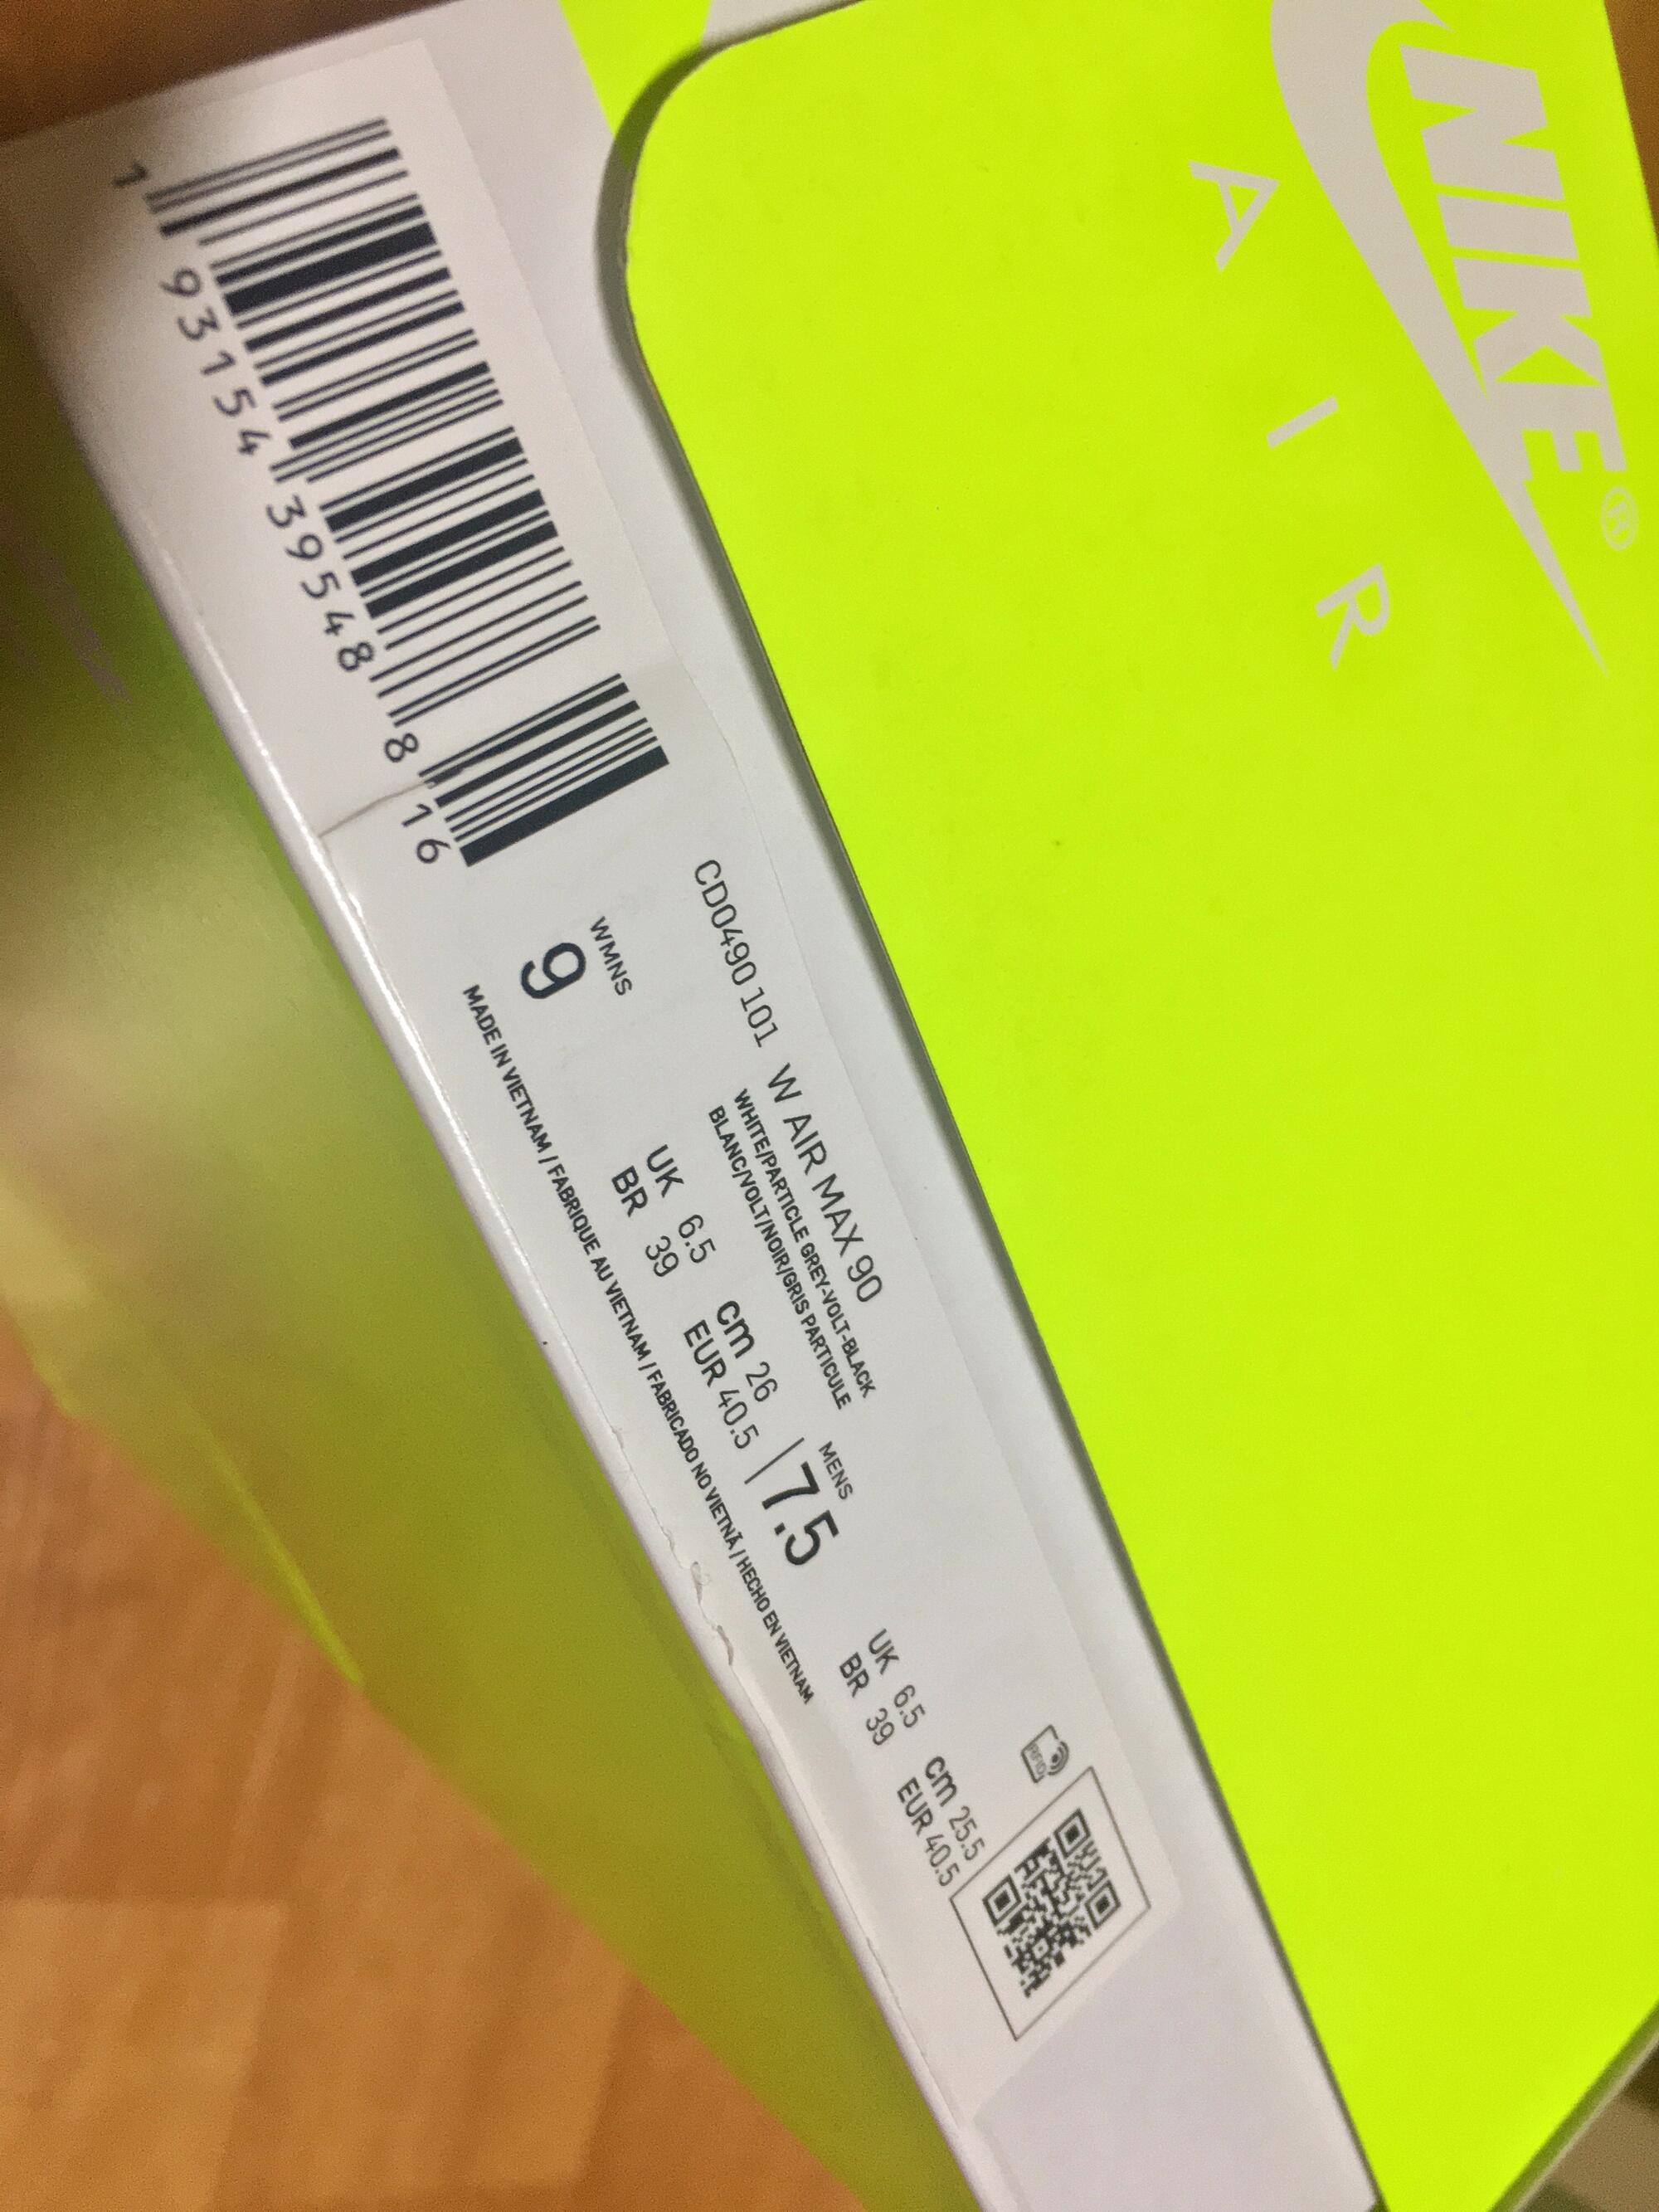 NIKE®
AIR
CD0490 101 W AIR MAX 90
WHITE/PARTICLE GREY-VOLT-BLACK
BLANC/VOLT/NOIR/GRIS PARTICULE
WMNS
9
UK 6.5 cm 26
BR 39 EUR 40.5
MENS
7.5
UK 6.5 cm 25.5
BR 39 EUR 40.5
MADE IN VIETNAM / FABRIQUE AU VIETNAM / FABRICADO NO VIETNÃ / HECHO EN VIETNAM
1 93154 39548 8 16
RFID